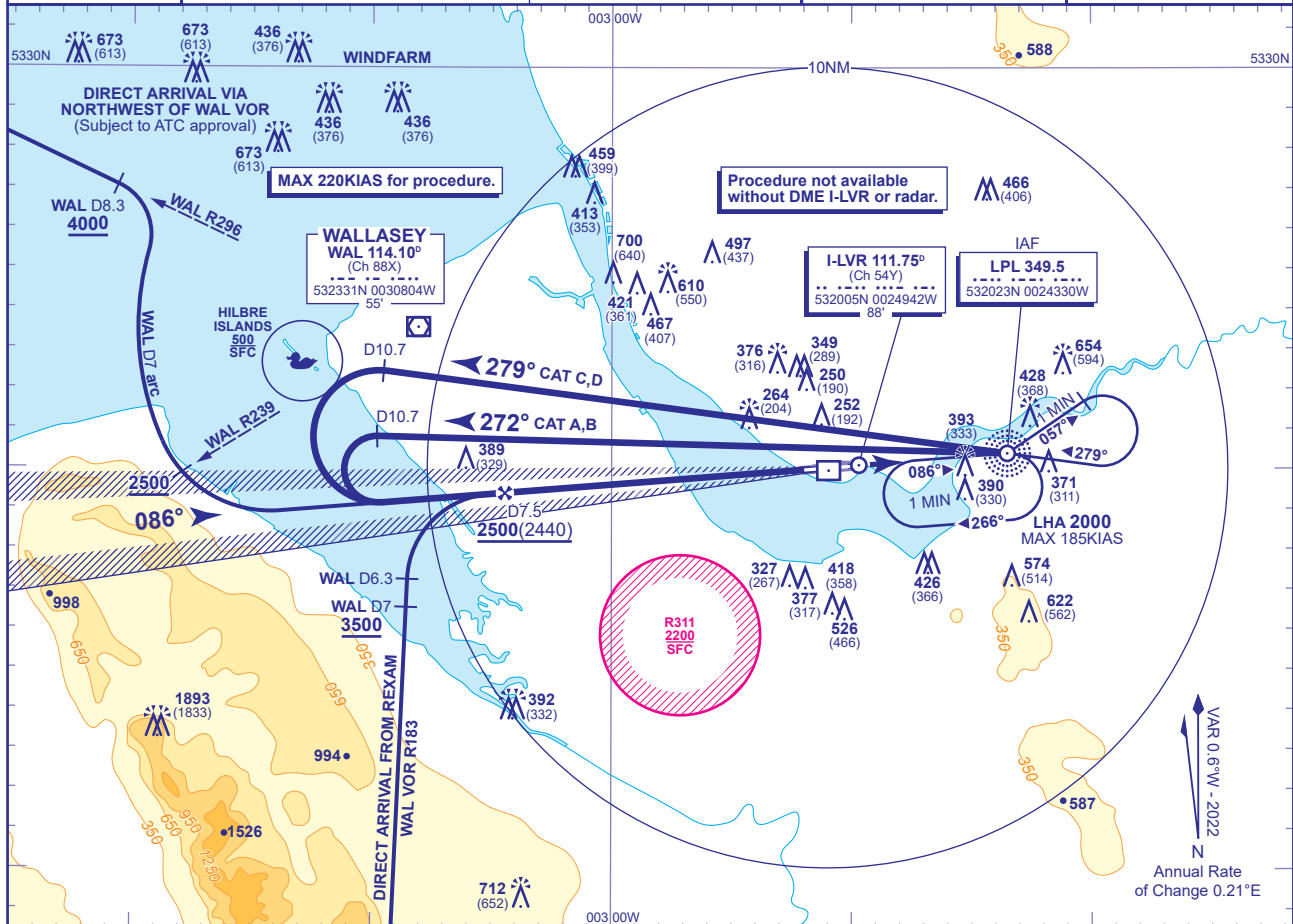 003 00W
5330N
5330N
10NM
673
(613)
673
(613)
436
(376)
WINDFARM
588
350
DIRECT ARRIVAL VIA
NORTHWEST OF WAL VOR
(Subject to ATC approval)
436
(376)
436
(376)
673
(613)
MAX 220KIAS for procedure.
459
(399)
413
(353)
Procedure not available
without DME I-LVR or radar.
466
(406)
WAL D8.3
4000
WAL R296
WALLASEY
WAL 114.10ᴰ
(Ch 88X)
·–– ·– ·–··
532331N 0030804W
55'
700
(640)
497
(437)
610
(550)
421
(361)
467
(407)
I-LVR 111.75ᴰ
(Ch 54Y)
·· ·–·· ···– ·–·
532005N 0024942W
88'
IAF
LPL 349.5
·–·· ·––· ·–··
532023N 0024330W
HILBRE
ISLANDS
500
SFC
WAL D7 arc
D10.7
279° CAT C,D
376
(316)
349
(289)
250
(190)
654
(594)
428
(368)
264
(204)
252
(192)
D10.7
272° CAT A,B
393
(333)
1 MIN
057°
279°
WAL R239
389
(329)
086°
390
(330)
371
(311)
1 MIN
266°
2500
086°
D7.5
2500(2440)
LHA 2000
MAX 185KIAS
WAL D6.3
WAL D7
3500
327
(267)
418
(358)
377
(317)
526
(466)
426
(366)
574
(514)
622
(562)
350
998
650
350
650
R311
2200
SFC
1893
(1833)
392
(332)
994
DIRECT ARRIVAL FROM REXAM
WAL VOR R183
350
587
VAR 0.6°W - 2022
N
Annual Rate
of Change 0.21°E
350
650
950
1250
1526
712
(652)
003 00W